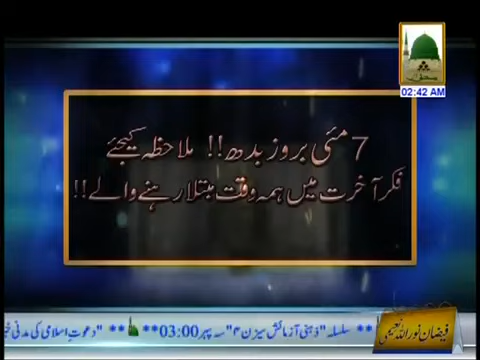 02:42 AM
7 مئی بروز بدھ!! ملاحظہ کیجئے
فکر آخرت میں ہمہ وقت مبتلا رہنے والے!!
فیضان نور اللہ نعیمی
سلسلہ "ذہنی آزمائش سیزن ۴" سہ پہر 03:00 ** ** "دعوت اسلامی کی مدنی